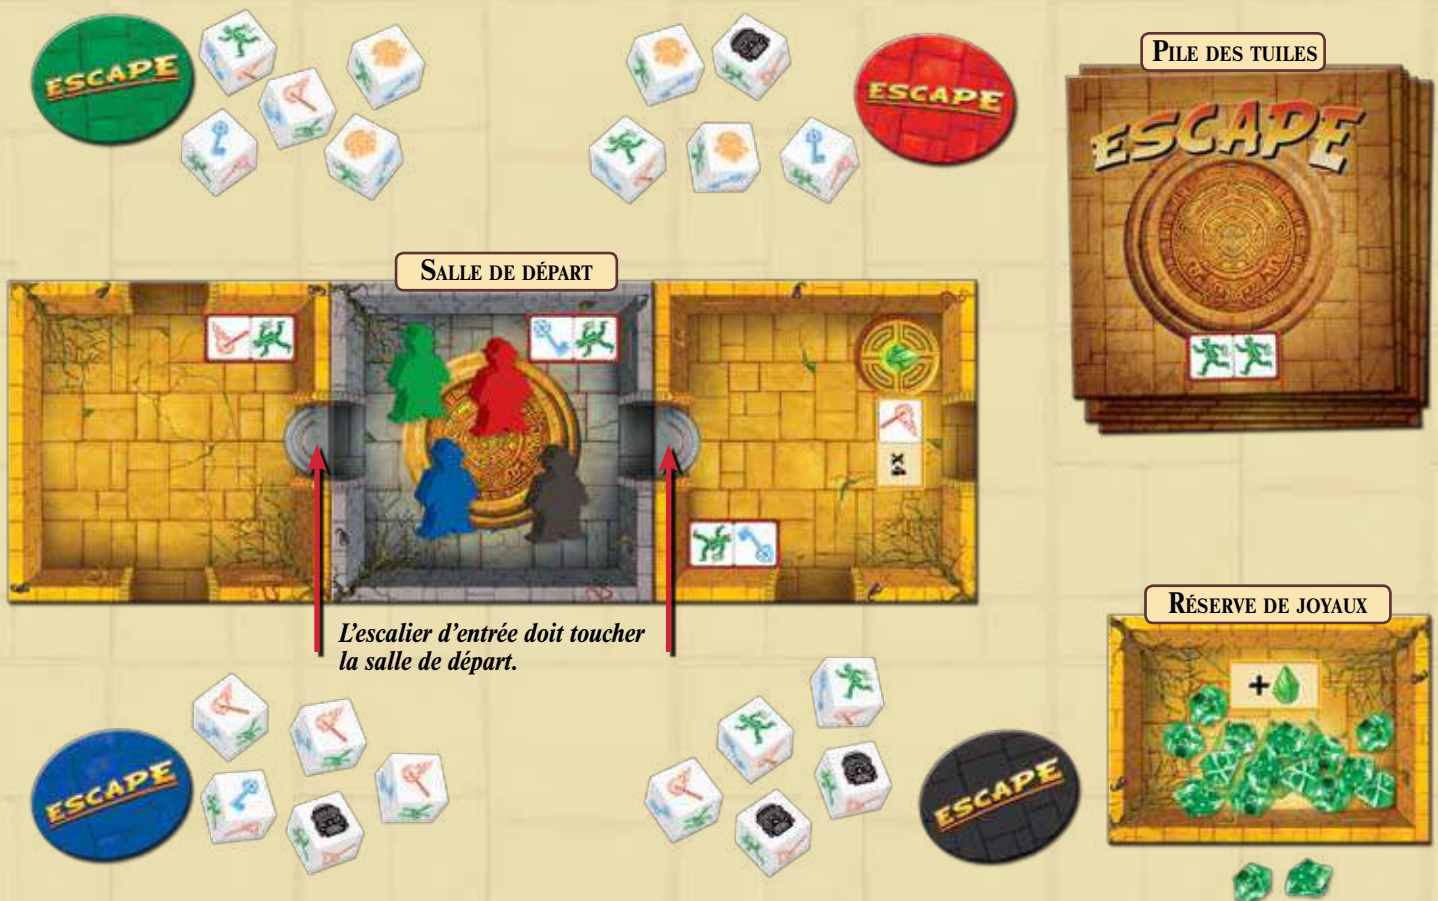 ESCAPE
ESCAPE
PILE DES TUILES
ESCAPE
SALLE DE DÉPART
X4
L'escalier d'entrée doit toucher
la salle de départ.
RÉSERVE DE JOYAUX
+
ESCAPE
ESCAPE